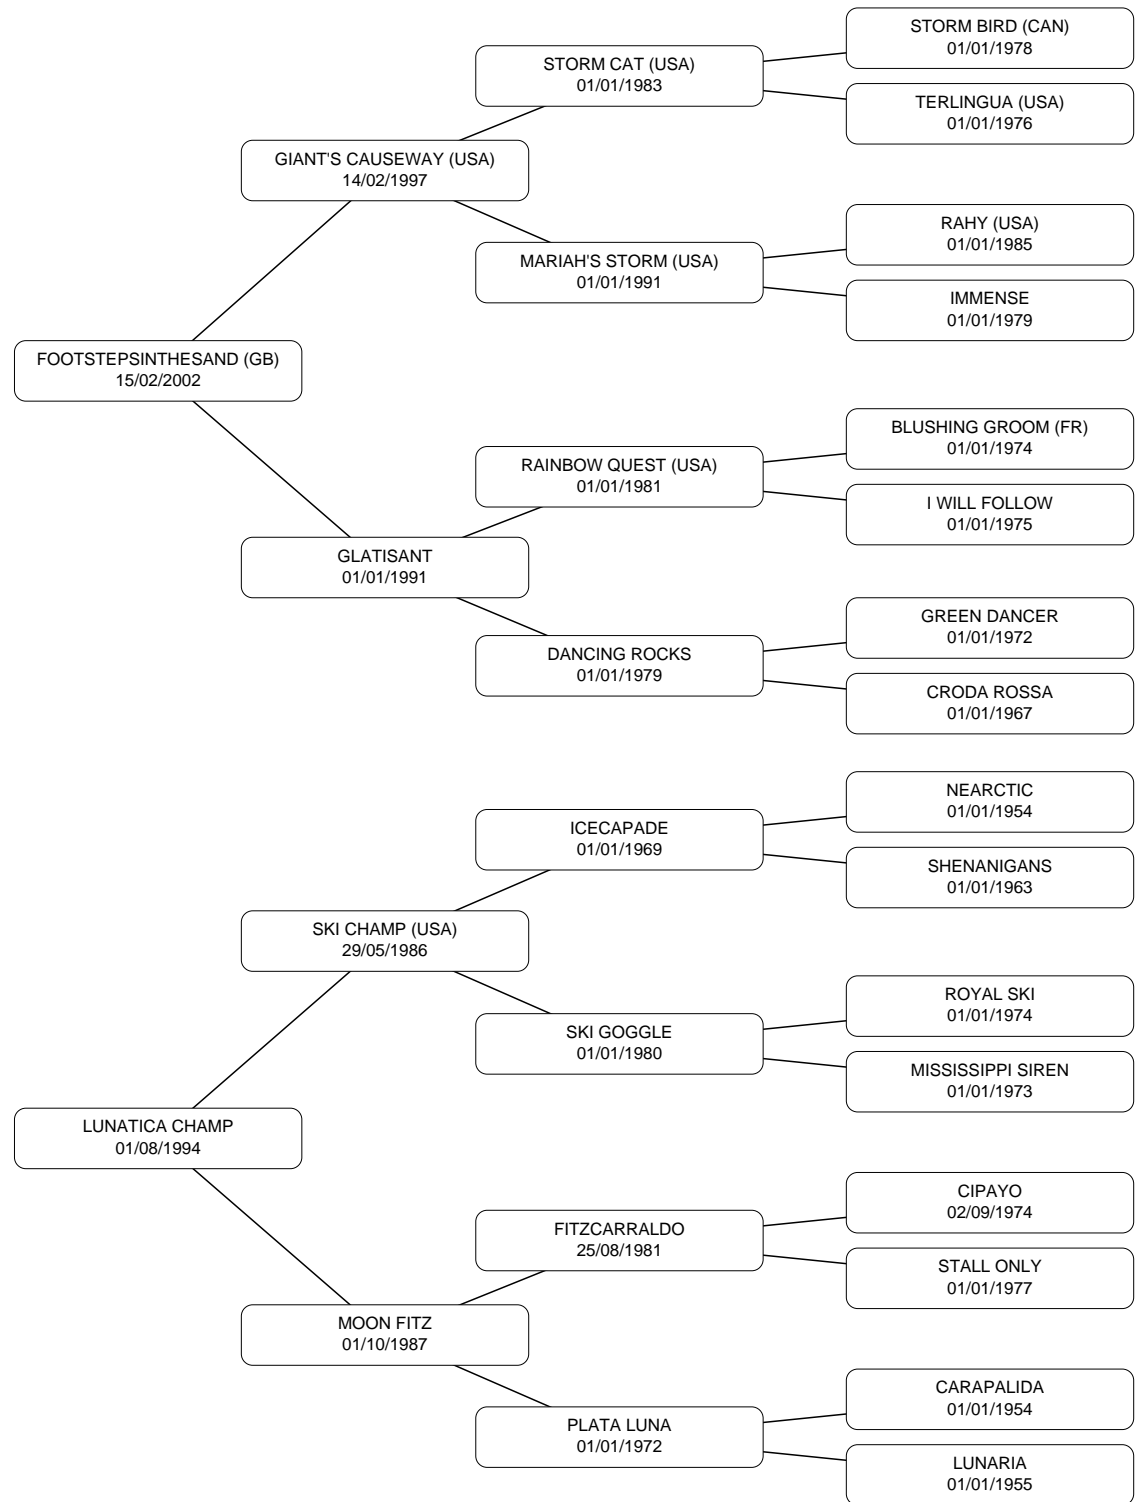 STORM BIRD (CAN)
01/01/1978
STORM CAT (USA)
01/01/1983
TERLINGUA (USA)
01/01/1976
GIANT'S CAUSEWAY (USA)
14/02/1997
RAHY (USA)
01/01/1985
MARIAH'S STORM (USA)
01/01/1991
IMMENSE
01/01/1979
FOOTSTEPSINTHESAND (GB)
15/02/2002
BLUSHING GROOM (FR)
01/01/1974
RAINBOW QUEST (USA)
01/01/1981
I WILL FOLLOW
01/01/1975
GLATISANT
01/01/1991
GREEN DANCER
01/01/1972
DANCING ROCKS
01/01/1979
CRODA ROSSA
01/01/1967
NEARCTIC
01/01/1954
ICECAPADE
01/01/1969
SHENANIGANS
01/01/1963
SKI CHAMP (USA)
29/05/1986
ROYAL SKI
01/01/1974
SKI GOGGLE
01/01/1980
MISSISSIPPI SIREN
01/01/1973
LUNATICA CHAMP
01/08/1994
CIPAYO
02/09/1974
FITZCARRALDO
25/08/1981
STALL ONLY
01/01/1977
MOON FITZ
01/10/1987
CARAPALIDA
01/01/1954
PLATA LUNA
01/01/1972
LUNARIA
01/01/1955